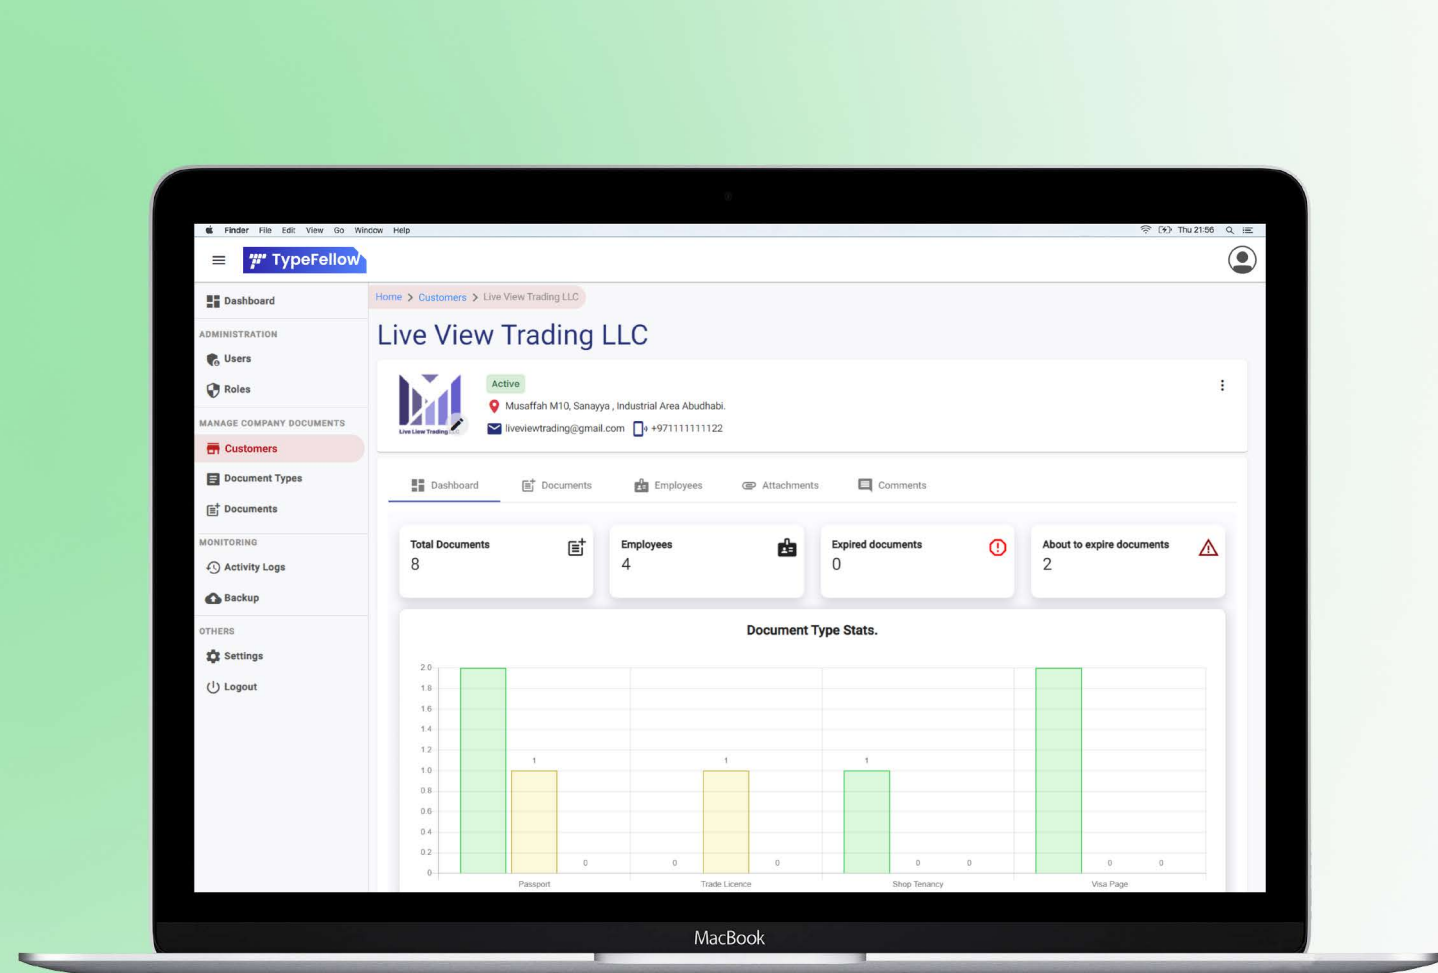 Finder File Edit View Go Window Help Thu 21:56
TypeFellow
Dashboard
ADMINISTRATION
Users
Roles
MANAGE COMPANY DOCUMENTS
Customers
Document Types
Documents
MONITORING
Activity Logs
Backup
OTHERS
Settings
Logout
Home > Customers > Live View Trading LLC
Live View Trading LLC
Live Liew Trading
Active
Musaffah M10, Sanayya , Industrial Area Abudhabi.
liveviewtrading@gmail.com +971111111122
Dashboard Documents Employees Attachments Comments
Total Documents
8
Employees
4
Expired documents
0
About to expire documents
2
Document Type Stats.
2.0
1.8
1.6
1.4
1.2
1.0
0.8
0.6
0.4
0.2
0
1 1 1
0 0 0 0 0 0 0
Passport Trade Licence Shop Tenancy Visa Page
MacBook